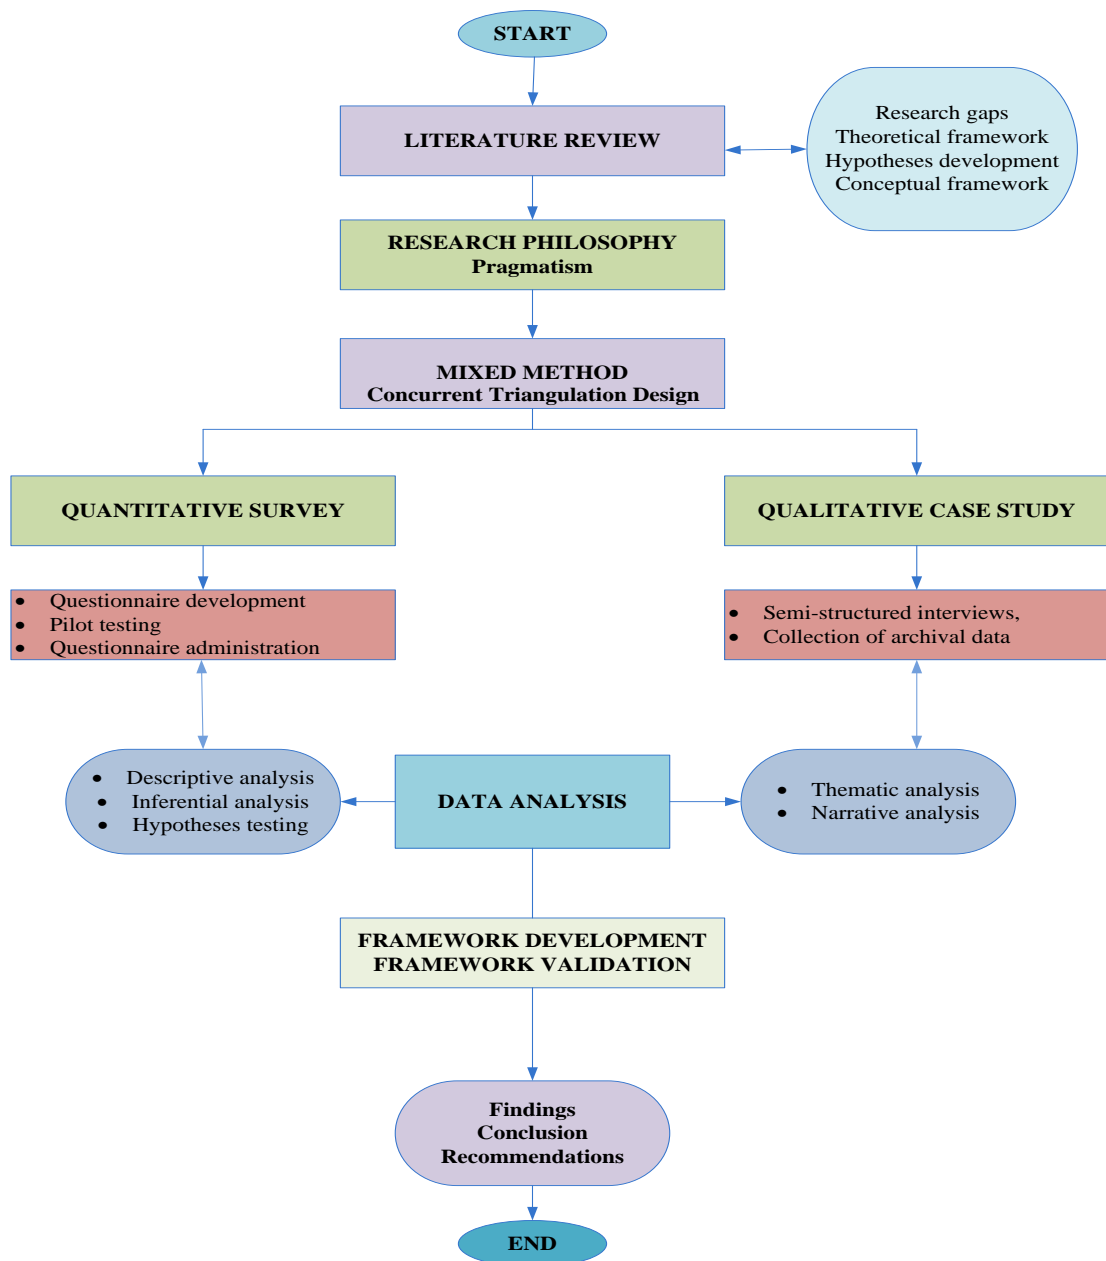 START
LITERATURE REVIEW
Research gaps
Theoretical framework
Hypotheses development
Conceptual framework
RESEARCH PHILOSOPHY
Pragmatism
MIXED METHOD
Concurrent Triangulation Design
QUANTITATIVE SURVEY
QUALITATIVE CASE STUDY
• Questionnaire development
• Pilot testing
• Questionnaire administration
• Semi-structured interviews,
• Collection of archival data
• Descriptive analysis
• Inferential analysis
• Hypotheses testing
DATA ANALYSIS
• Thematic analysis
• Narrative analysis
FRAMEWORK DEVELOPMENT
FRAMEWORK VALIDATION
Findings
Conclusion
Recommendations
END